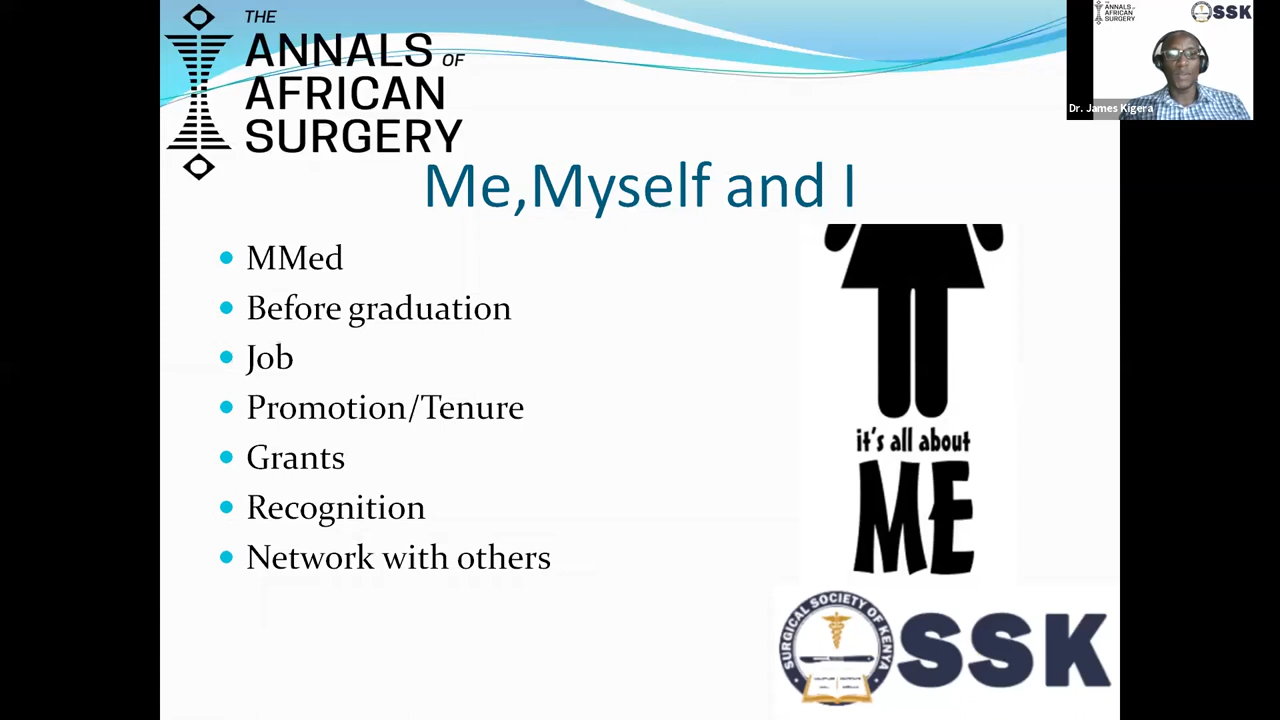 THE
ANNALS OF
AFRICAN
SURGERY
THE
ANNALS OF
AFRICAN
SURGERY
SSK
Dr. James Kigera
Me,Myself and I
MMed
Before graduation
Job
Promotion/Tenure
Grants
Recognition
Network with others
it's all about
ME
SURGICAL SOCIETY OF KENYA
SSK